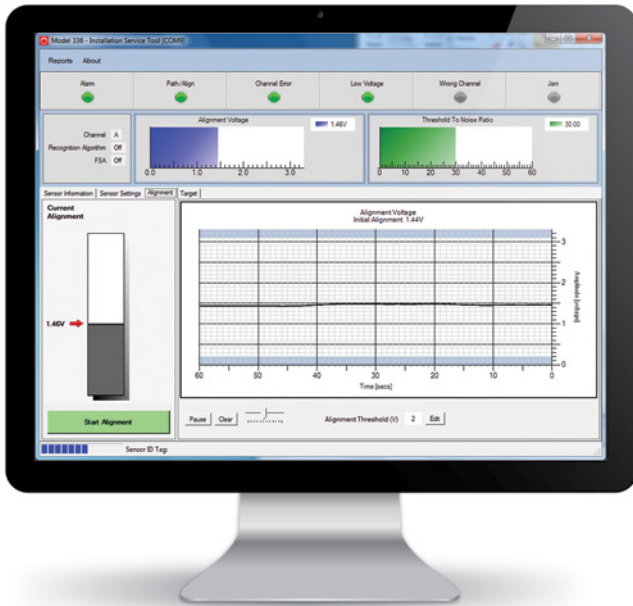 Model 336 - Installation Service Tool [COM9]
Reports About
Alarm Path/Align Channel Error Low Voltage Wrong Channel Jam
Channel A
Recognition Algorithm Off
FSA Off
Alignment Voltage
1.46V
0.0 1.0 2.0 3.0
Threshold To Noise Ratio
30.00
0 10 20 30 40 50 60
Sensor Information Sensor Settings Alignment Target
Current
Alignment
1.46V
Start Alignment
Alignment Voltage
Initial Alignment: 1.44V
3
2
1
0
Amplitude [voltage]
60 50 40 30 20 10 0
Time [secs]
Pause Clear Alignment Threshold (V) 2 Edit
Sensor ID Tag: